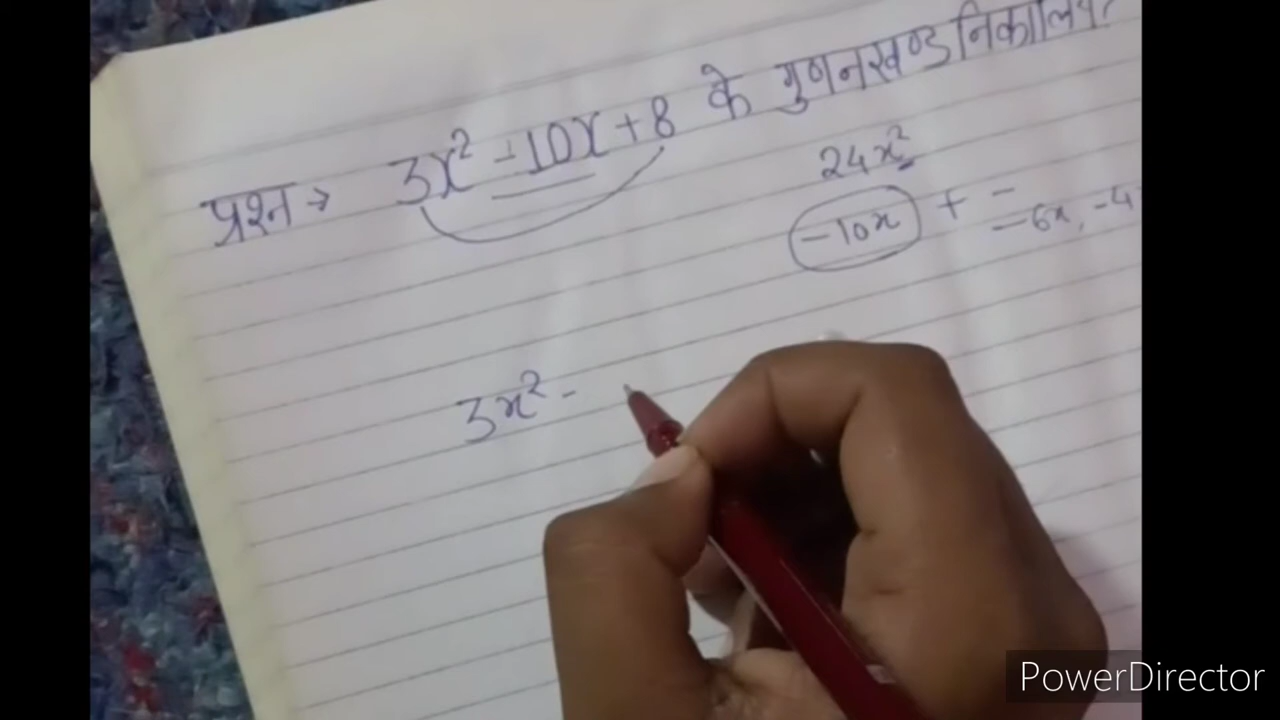 प्रश्न → 3x² - 10x + 8 के गुणनखण्ड निकालिए?
24x²
-10x + -
-6x, -4
3x² -
PowerDirector